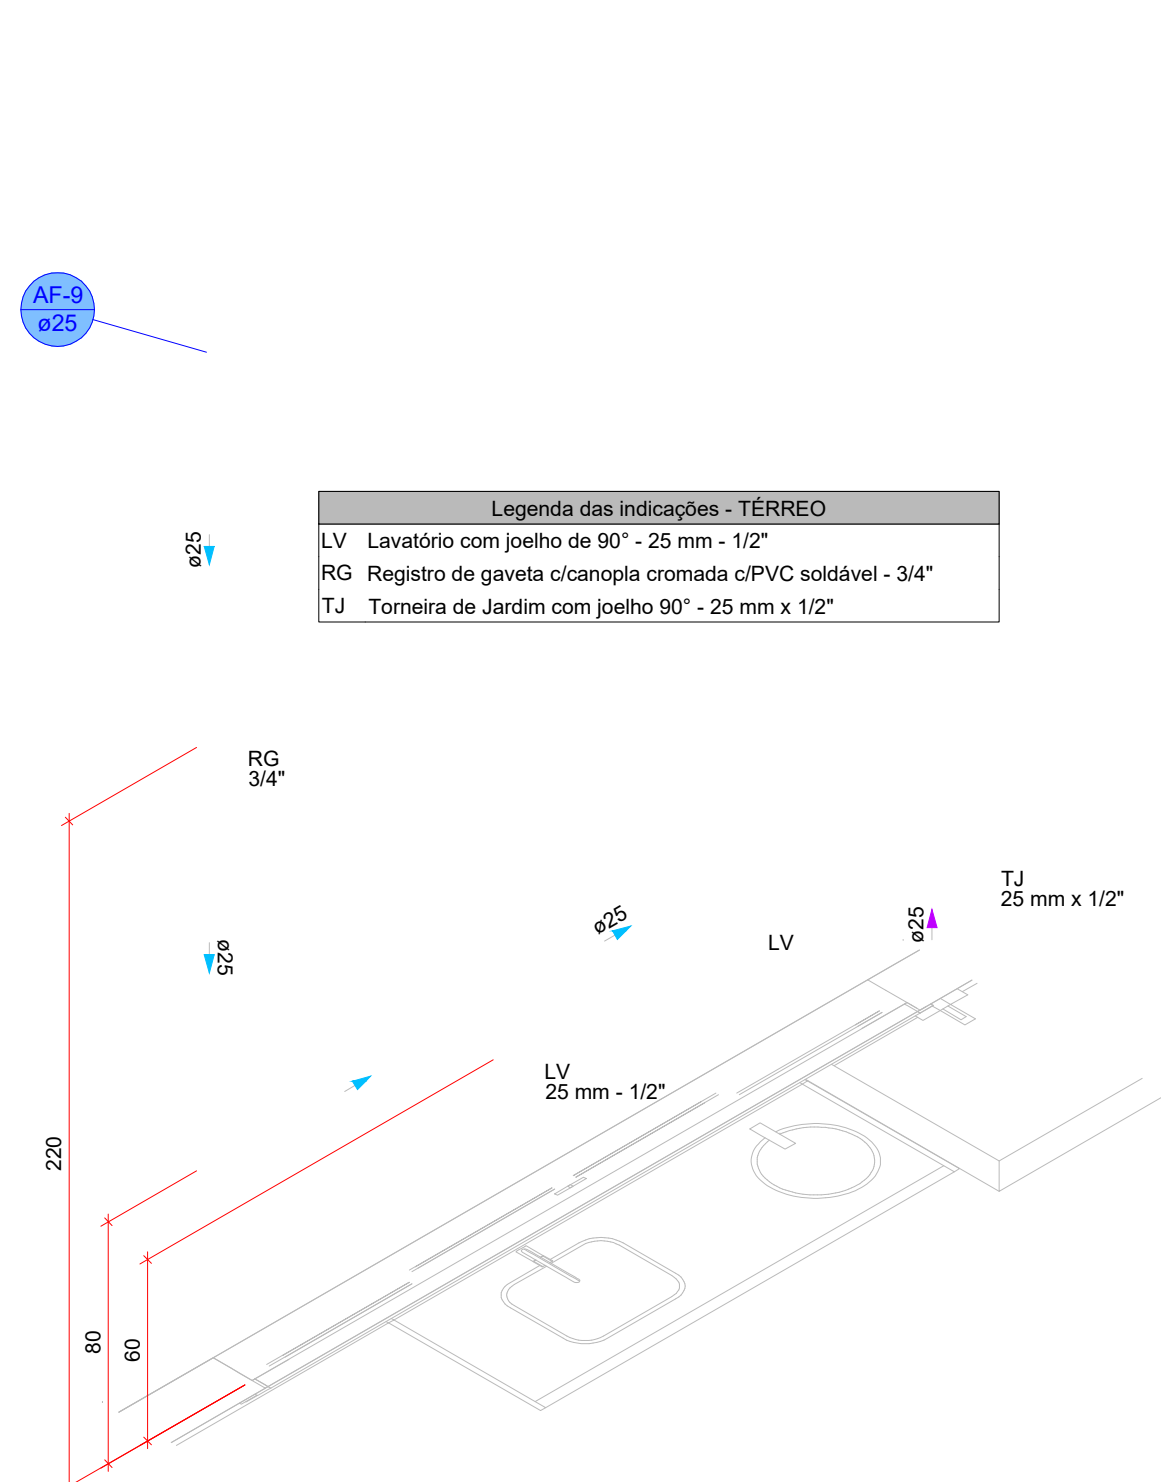 AF-9
ø25
ø25
Legenda das indicações - TÉRREO
LV Lavatório com joelho de 90° - 25 mm - 1/2"
RG Registro de gaveta c/canopla cromada c/PVC soldável - 3/4"
TJ Torneira de Jardim com joelho 90° - 25 mm x 1/2"
RG
3/4"
TJ
25 mm x 1/2"
ø25
ø25
LV
ø25
LV
25 mm - 1/2"
220
80
60